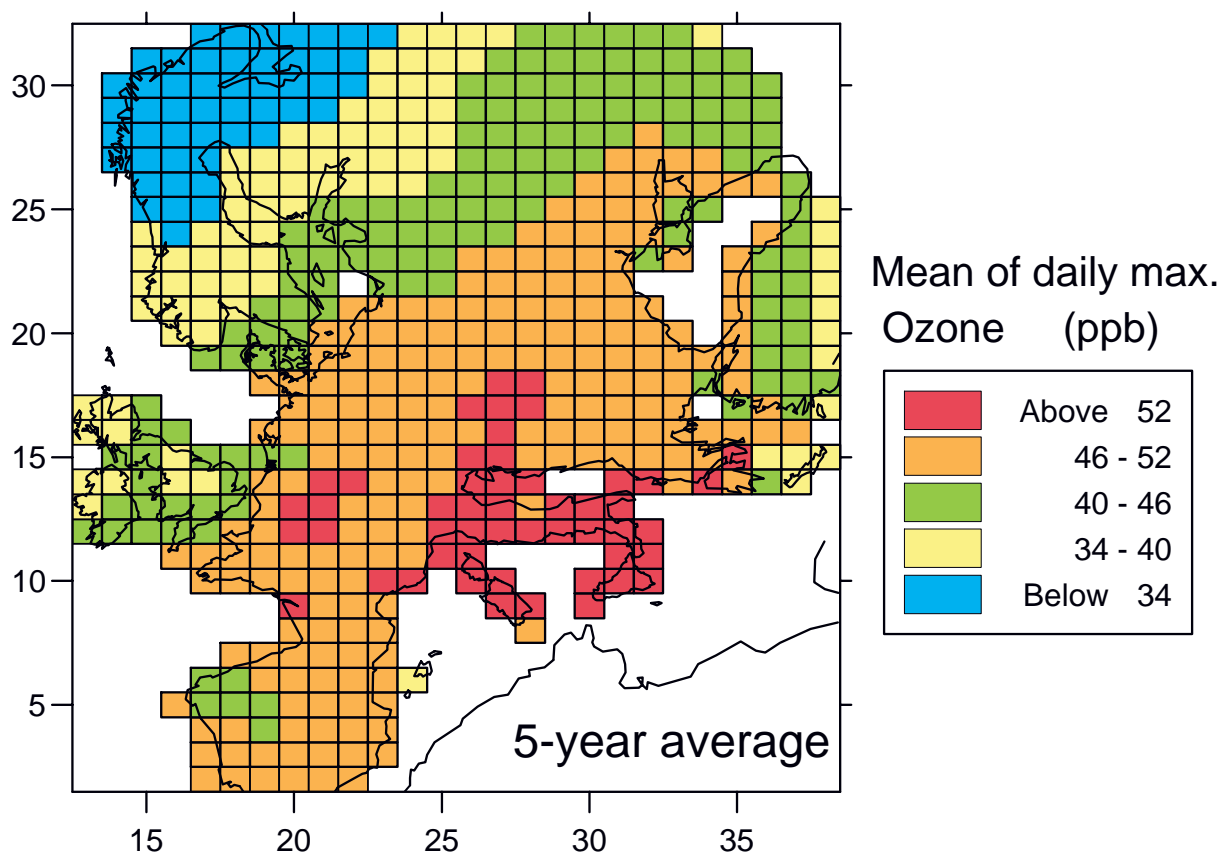 30
25
20
15
10
5
15 20 25 30 35
5-year average
Mean of daily max.
Ozone (ppb)
Above 52
46 - 52
40 - 46
34 - 40
Below 34